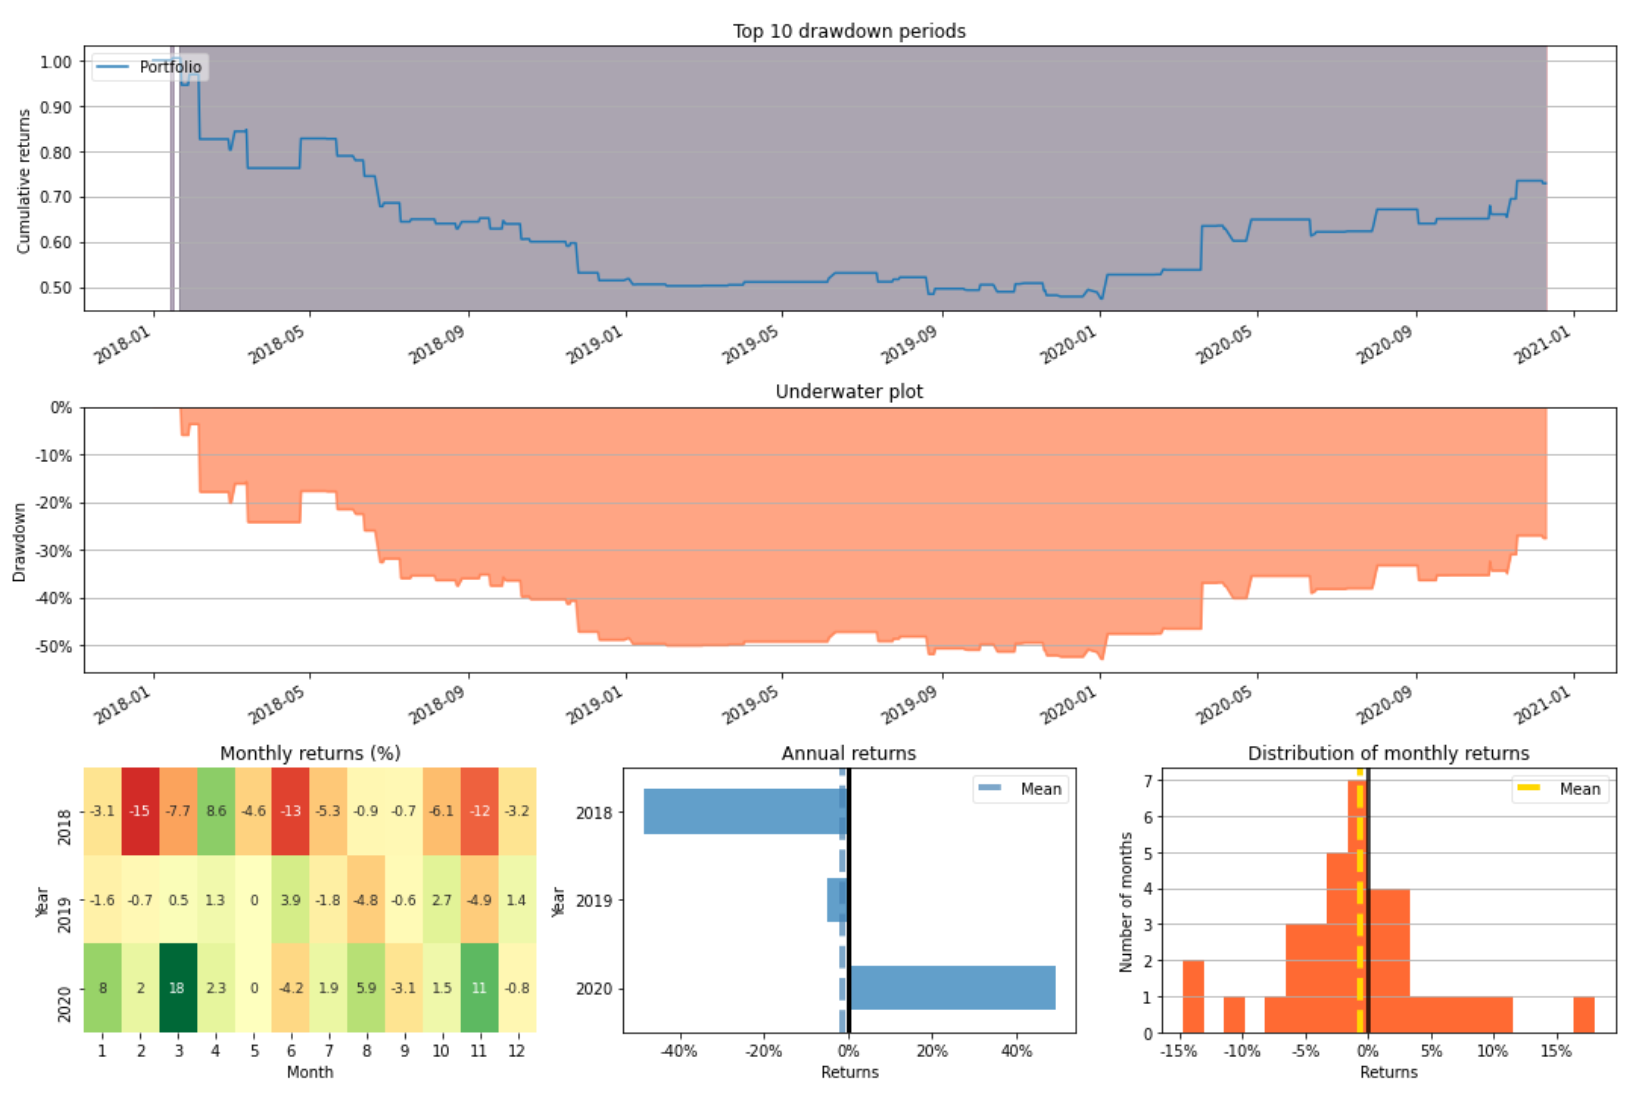 Top 10 drawdown periods
Portfolio
1.00
0.90
0.80
0.70
0.60
0.50
Cumulative returns
2018-01 2018-05 2018-09 2019-01 2019-05 2019-09 2020-01 2020-05 2020-09 2021-01
Underwater plot
0%
-10%
-20%
-30%
-40%
-50%
Drawdown
2018-01 2018-05 2018-09 2019-01 2019-05 2019-09 2020-01 2020-05 2020-09 2021-01
Monthly returns (%)
2018 -3.1 -15 -7.7 8.6 -4.6 -13 -5.3 -0.9 -0.7 -6.1 -12 -3.2
2019 -1.6 -0.7 0.5 1.3 0 3.9 -1.8 -4.8 -0.6 2.7 -4.9 1.4
2020 8 2 18 2.3 0 -4.2 1.9 5.9 -3.1 1.5 11 -0.8
Year
1 2 3 4 5 6 7 8 9 10 11 12
Month
Annual returns
Mean
2018
2019
2020
Year
-40% -20% 0% 20% 40%
Returns
Distribution of monthly returns
Mean
7
6
5
4
3
2
1
0
Number of months
-15% -10% -5% 0% 5% 10% 15%
Returns